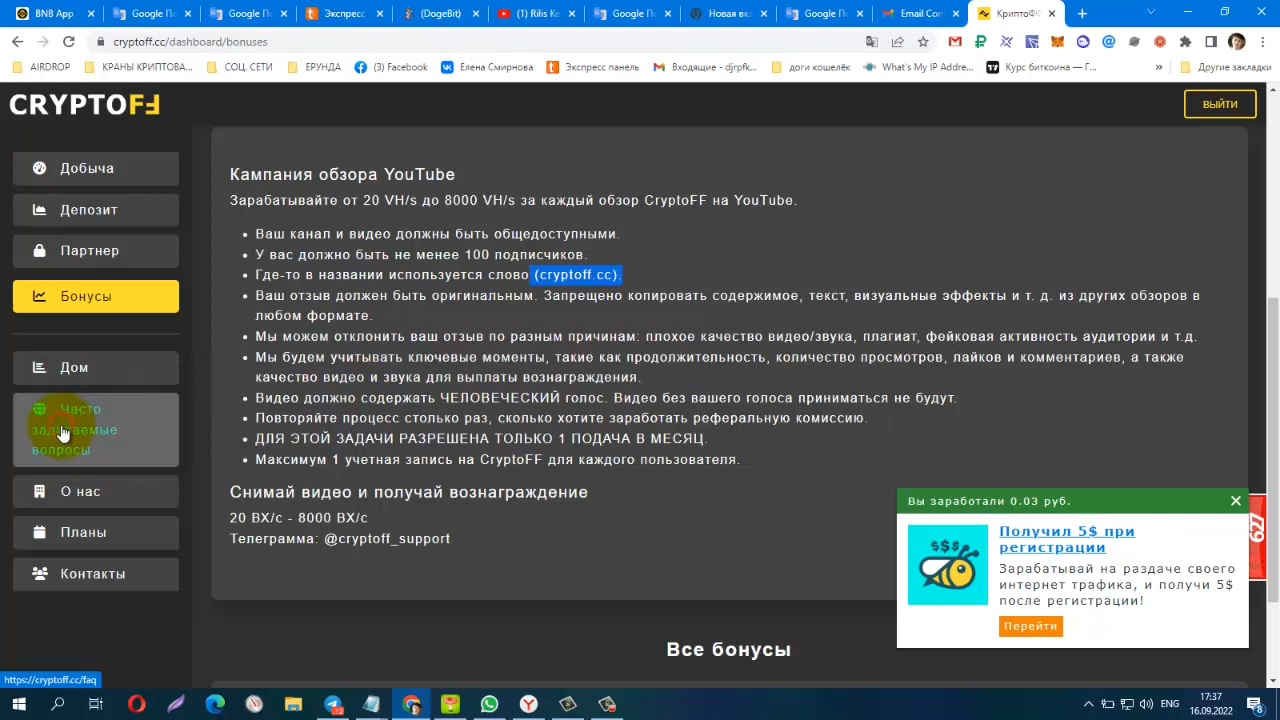 BNB App
Google По
Google По
Экспресс
(DogeBit)
(1) Rilis Ke
Google По
Новая вкл
Google По
Email Con
КриптоФФ
cryptoff.cc/dashboard/bonuses
AIRDROP
КРАНЫ КРИПТОВА...
СОЦ. СЕТИ
ЕРУНДА
(3) Facebook
Елена Смирнова
Экспресс панель
Входящие - djrpfk...
доги кошелёк
What's My IP Addre...
Курс биткоина — Г...
»
Другие закладки
CRYPTOFF
ВЫЙТИ
Добыча
Депозит
Партнер
Бонусы
Дом
Часто
задаваемые
вопросы
О нас
Планы
Контакты
Кампания обзора YouTube
Зарабатывайте от 20 VH/s до 8000 VH/s за каждый обзор CryptoFF на YouTube.
• Ваш канал и видео должны быть общедоступными.
• У вас должно быть не менее 100 подписчиков.
• Где-то в названии используется слово (cryptoff.cc).
• Ваш отзыв должен быть оригинальным. Запрещено копировать содержимое, текст, визуальные эффекты и т. д. из других обзоров в
любом формате.
• Мы можем отклонить ваш отзыв по разным причинам: плохое качество видео/звука, плагиат, фейковая активность аудитории и т.д.
• Мы будем учитывать ключевые моменты, такие как продолжительность, количество просмотров, лайков и комментариев, а также
качество видео и звука для выплаты вознаграждения.
• Видео должно содержать ЧЕЛОВЕЧЕСКИЙ голос. Видео без вашего голоса приниматься не будут.
• Повторяйте процесс столько раз, сколько хотите заработать реферальную комиссию.
• ДЛЯ ЭТОЙ ЗАДАЧИ РАЗРЕШЕНА ТОЛЬКО 1 ПОДАЧА В МЕСЯЦ.
• Максимум 1 учетная запись на CryptoFF для каждого пользователя.
Снимай видео и получай вознаграждение
20 ВХ/с - 8000 ВХ/с
Телеграмма: @cryptoff_support
Все бонусы
Вы заработали 0.03 руб.
$$$
Получил 5$ при
регистрации
Зарабатывай на раздаче своего
интернет трафика, и получи 5$
после регистрации!
Перейти
https://cryptoff.cc/faq
12
ENG
17:37
16.09.2022
8